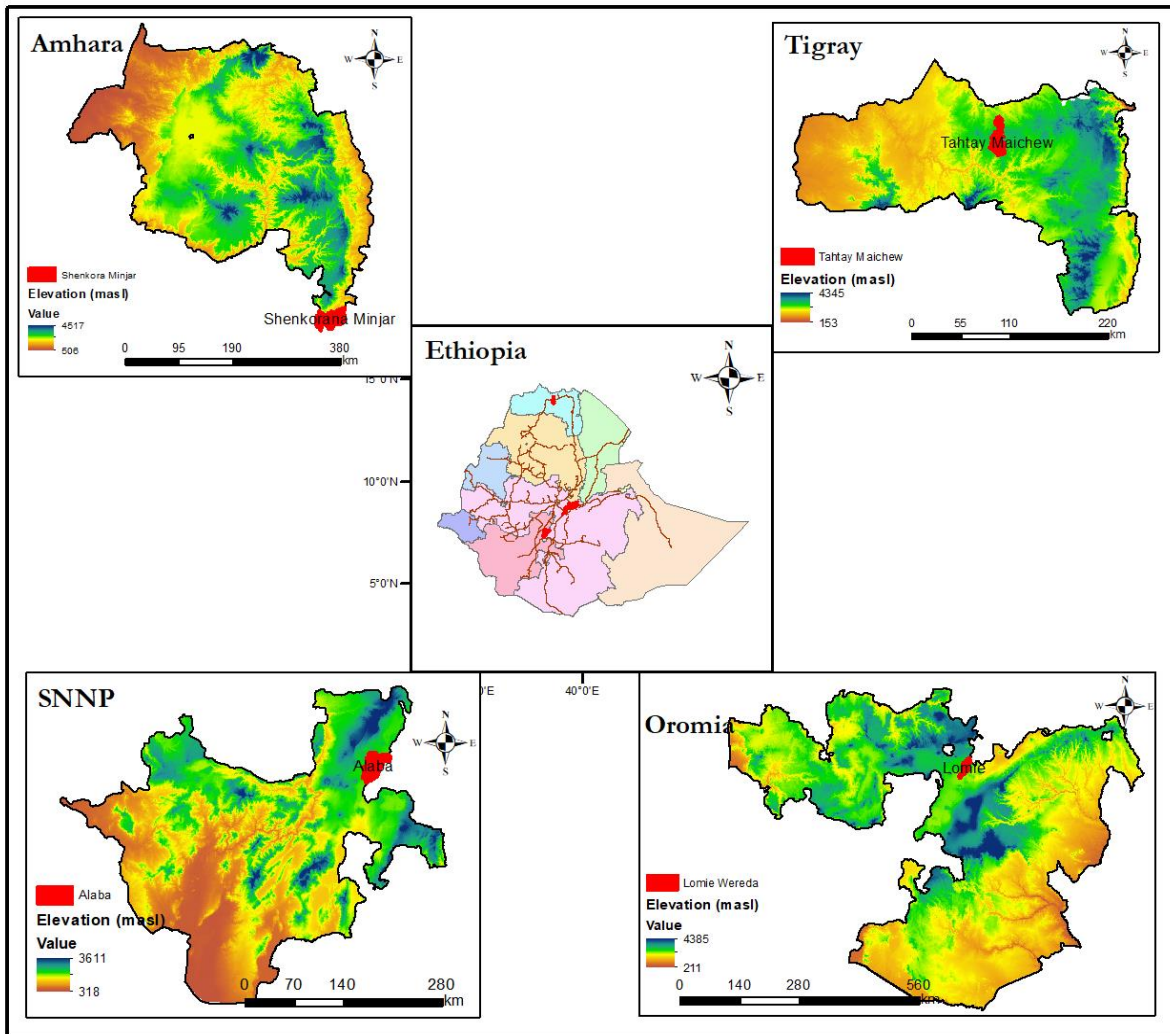 Amhara
N
W E
S
Shenkora Minjar
Elevation (masl)
Value
4517
506
Shenkorana Minjar
0 95 190 380
km
Tigray
N
W E
S
Tahtay Maichew
Tahtay Maichew
Elevation (masl)
4345
153
0 55 110 220
km
Ethiopia
N
W E
S
15°0'N
10°0'N
5°0'N
40°0'E
SNNP
N
W E
S
Alaba
Alaba
Elevation (masl)
Value
3611
318
0 70 140 280
km
Oromia
N
W E
S
Lomie
Lomie Wereda
Elevation (masl)
Value
4385
211
0 140 280 560
km